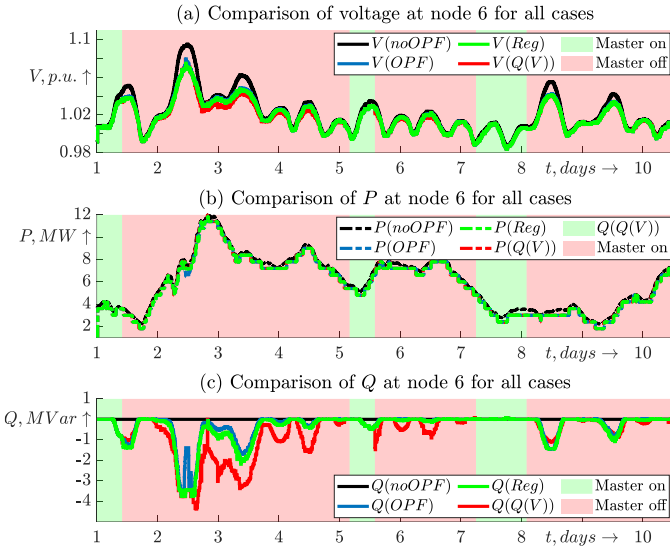 (a) Comparison of voltage at node 6 for all cases
1.1
V, p.u.↑
1.02
0.98
V(noOPF) V(Reg) Master on
V(OPF) V(Q(V)) Master off
1 2 3 4 5 6 7 8 t, days→ 10
(b) Comparison of P at node 6 for all cases
12
P, MW↑
8
6
4
2
P(noOPF) P(Reg) Q(Q(V))
P(OPF) P(Q(V)) Master on
1 2 3 4 5 6 7 8 t, days→ 10
(c) Comparison of Q at node 6 for all cases
1
Q, MVar↑
-1
-2
-3
-4
Q(noOPF) Q(Reg) Master on
Q(OPF) Q(Q(V)) Master off
1 2 3 4 5 6 7 8 t, days→ 10